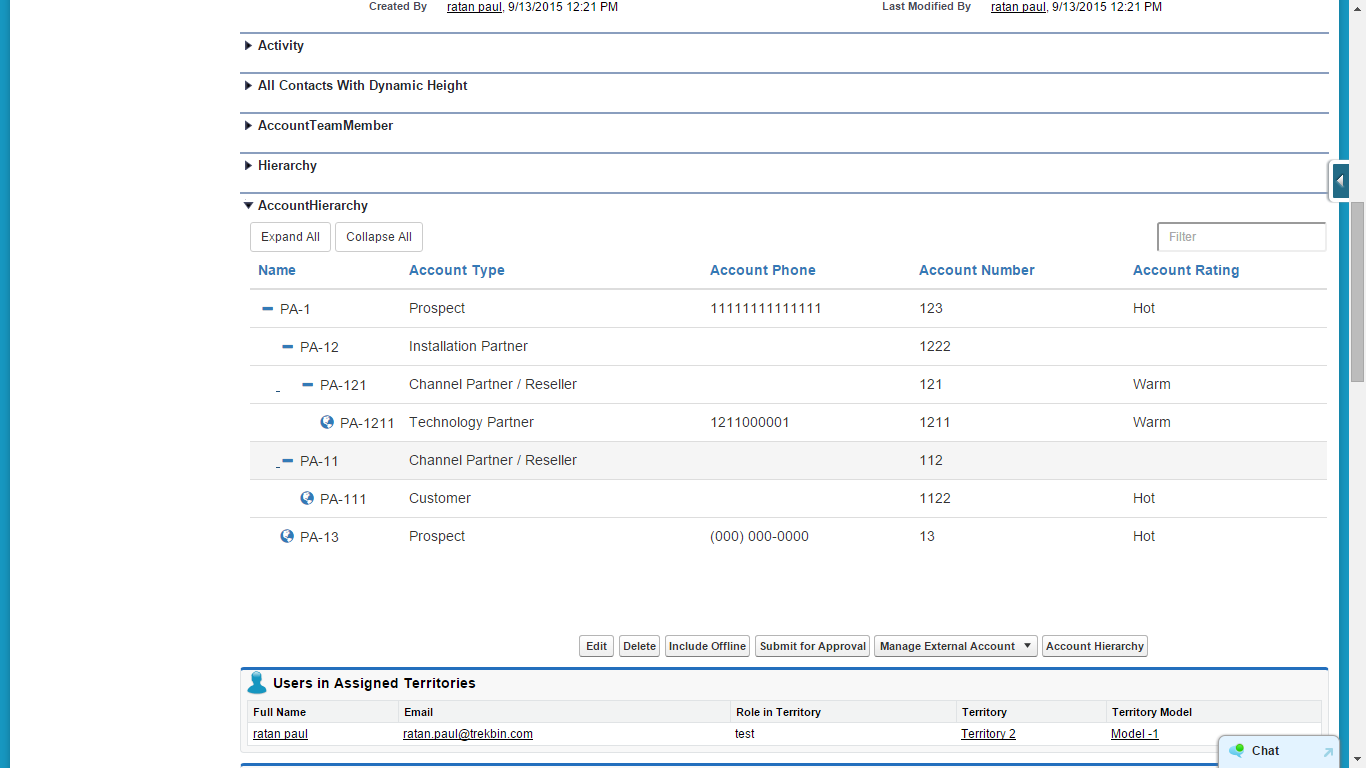 Created By ratan paul, 9/13/2015 12:21 PM Last Modified By ratan paul, 9/13/2015 12:21 PM
Activity
All Contacts With Dynamic Height
AccountTeamMember
Hierarchy
AccountHierarchy
Expand All Collapse All Filter
Name Account Type Account Phone Account Number Account Rating
PA-1 Prospect 11111111111111 123 Hot
PA-12 Installation Partner 1222
PA-121 Channel Partner / Reseller 121 Warm
PA-1211 Technology Partner 1211000001 1211 Warm
PA-11 Channel Partner / Reseller 112
PA-111 Customer 1122 Hot
PA-13 Prospect (000) 000-0000 13 Hot
Edit Delete Include Offline Submit for Approval Manage External Account Account Hierarchy
Users in Assigned Territories
Full Name Email Role in Territory Territory Territory Model
ratan paul ratan.paul@trekbin.com test Territory 2 Model -1
Chat